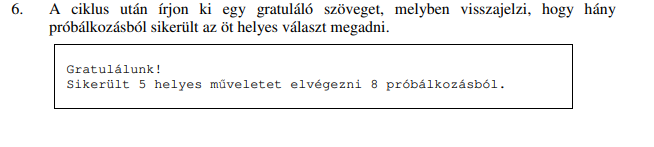 6. A ciklus után írjon ki egy gratuláló szöveget, melyben visszajelzi, hogy hány
próbálkozásból sikerült az öt helyes választ megadni.
Gratulálunk!
Sikerült 5 helyes műveletet elvégezni 8 próbálkozásból.